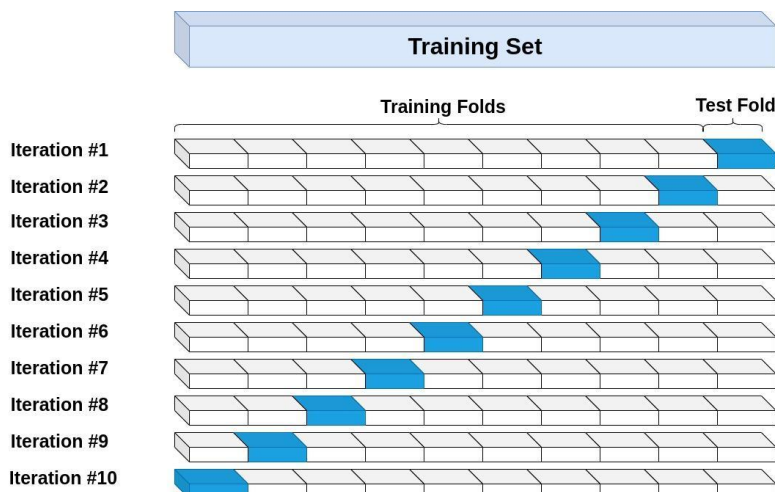 Training Set
Training Folds
Test Fold
Iteration #1
Iteration #2
Iteration #3
Iteration #4
Iteration #5
Iteration #6
Iteration #7
Iteration #8
Iteration #9
Iteration #10